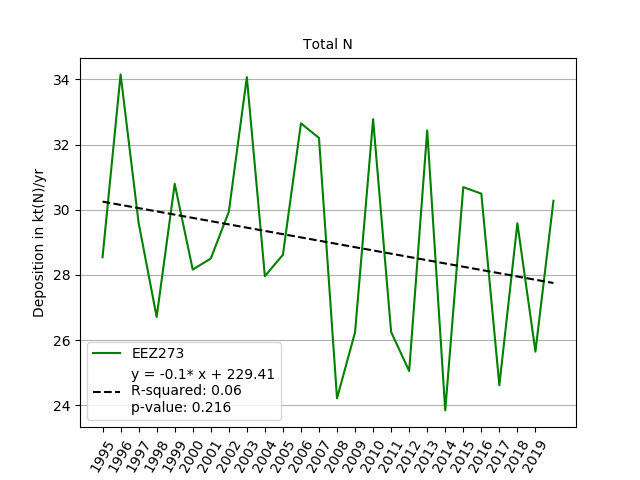 Total N
Deposition in kt(N)/yr
34
32
30
28
26
24
EEZ273
y = -0.1* x + 229.41
R-squared: 0.06
p-value: 0.216
1995 1996 1997 1998 1999 2000 2001 2002 2003 2004 2005 2006 2007 2008 2009 2010 2011 2012 2013 2014 2015 2016 2017 2018 2019